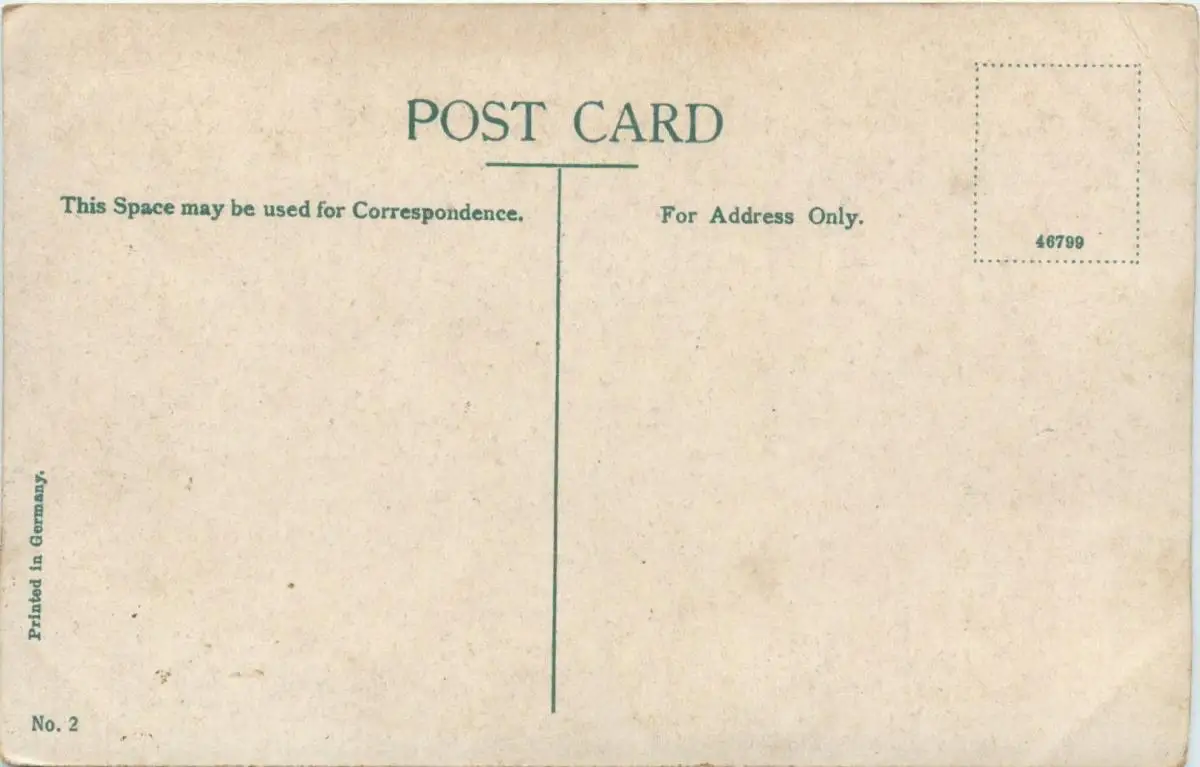 POST CARD
This Space may be used for Correspondence.
For Address Only.
46799
Printed in Germany.
No. 2